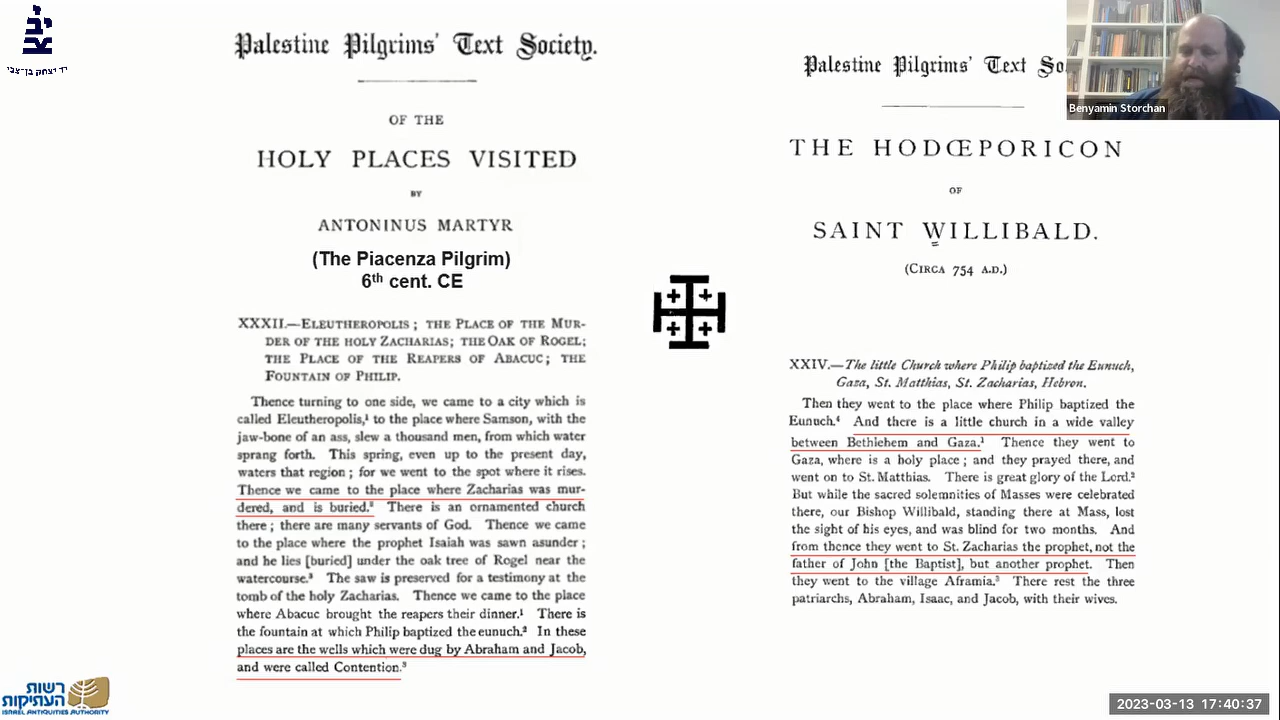 יד יצחק בן-צבי
Palestine Pilgrims' Text Society.
OF THE
HOLY PLACES VISITED
BY
ANTONINUS MARTYR
(The Piacenza Pilgrim)
6th cent. CE
XXXII.—ELEUTHEROPOLIS; THE PLACE OF THE MUR-
DER OF THE HOLY ZACHARIAS; THE OAK OF ROGEL;
THE PLACE OF THE REAPERS OF ABACUC; THE
FOUNTAIN OF PHILIP.
Thence turning to one side, we came to a city which is
called Eleutheropolis,¹ to the place where Samson, with the
jaw-bone of an ass, slew a thousand men, from which water
sprang forth. This spring, even up to the present day,
waters that region; for we went to the spot where it rises.
Thence we came to the place where Zacharias was mur-
dered, and is buried.² There is an ornamented church
there; there are many servants of God. Thence we came
to the place where the prophet Isaiah was sawn asunder;
and he lies [buried] under the oak tree of Rogel near the
watercourse.³ The saw is preserved for a testimony at the
tomb of the holy Zacharias. Thence we came to the place
where Abacuc brought the reapers their dinner.¹ There is
the fountain at which Philip baptized the eunuch.² In these
places are the wells which were dug by Abraham and Jacob,
and were called Contention.³
Palestine Pilgrims' Text So
THE HODŒPORICON
OF
SAINT WILLIBALD.
(CIRCA 754 A.D.)
XXIV.—The little Church where Philip baptized the Eunuch,
Gaza, St. Matthias, St. Zacharias, Hebron.
Then they went to the place where Philip baptized the
Eunuch.⁴ And there is a little church in a wide valley
between Bethlehem and Gaza.¹ Thence they went to
Gaza, where is a holy place; and they prayed there, and
went on to St. Matthias. There is great glory of the Lord.²
But while the sacred solemnities of Masses were celebrated
there, our Bishop Willibald, standing there at Mass, lost
the sight of his eyes, and was blind for two months. And
from thence they went to St. Zacharias the prophet, not the
father of John [the Baptist], but another prophet. Then
they went to the village Aframia.³ There rest the three
patriarchs, Abraham, Isaac, and Jacob, with their wives.
Benyamin Storchan
רשות
העתיקות
ISRAEL ANTIQUITIES AUTHORITY
2023-03-13 17:40:37